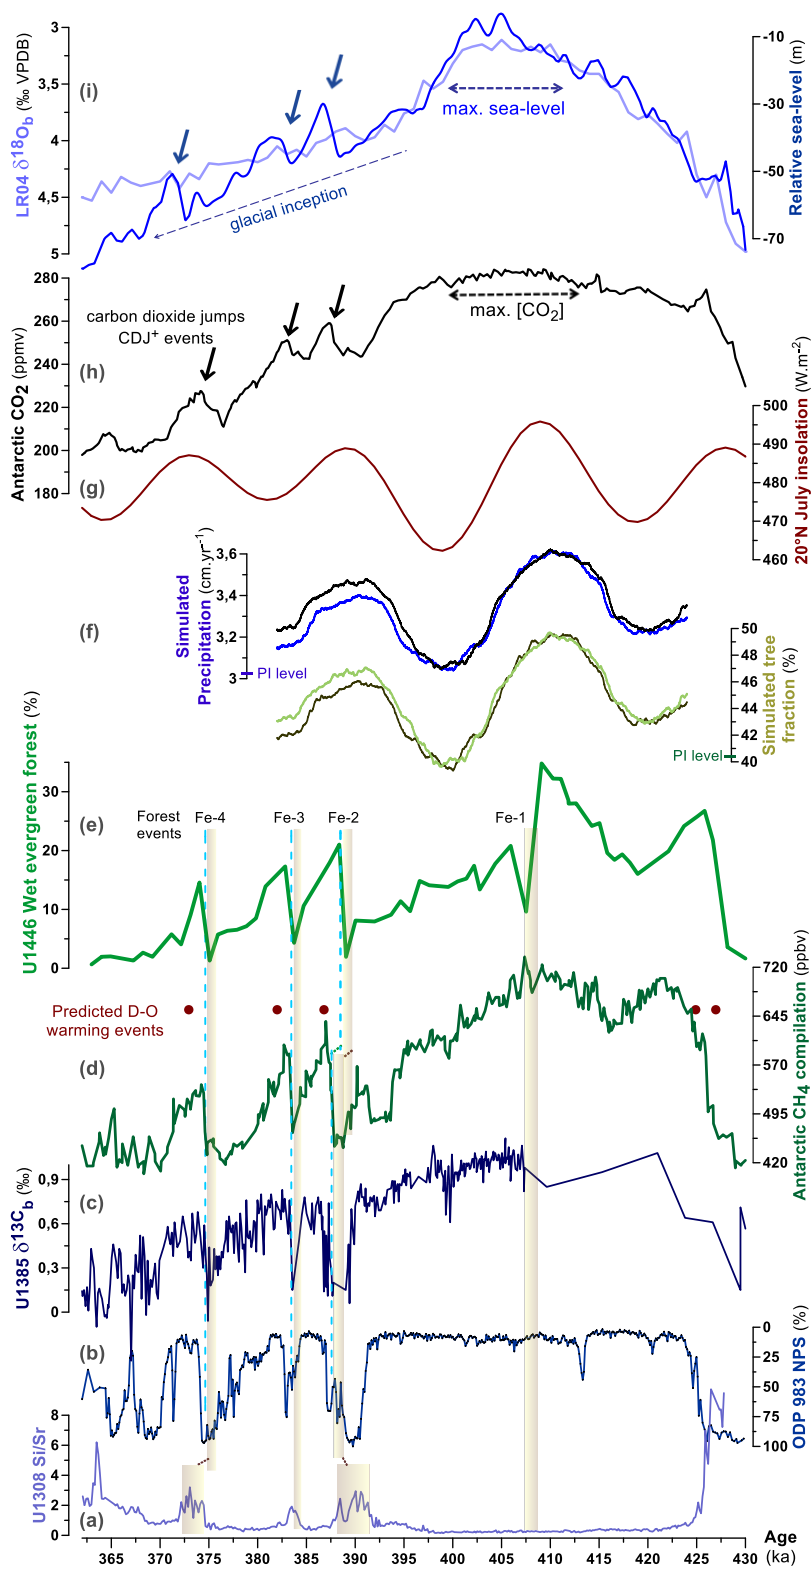 3
3,5
4
4,5
5
LR04 δ18Ob (‰ VPDB)
(i)
max. sea-level
glacial inception
-10
-30
-50
-70
Relative sea-level (m)
280
260
240
220
200
180
Antarctic CO2 (ppmv)
carbon dioxide jumps
CDJ+ events
max. [CO2]
(h)
(g)
500
490
480
470
460
20°N July insolation (W.m-2)
3,6
3,4
3,2
3
Simulated
Precipitation (cm.yr-1)
PI level
(f)
50
48
46
44
42
40
Simulated tree
fraction (%)
PI level
30
20
10
0
U1446 Wet evergreen forest (%)
(e)
Forest
events
Fe-4
Fe-3
Fe-2
Fe-1
Predicted D-O
warming events
(d)
720
645
570
495
420
Antarctic CH4 compilation (ppbv)
0,9
0,6
0,3
0
U1385 δ13Cb (‰)
(c)
(b)
0
25
50
75
100
ODP 983 NPS (%)
8
6
4
2
0
U1308 Si/Sr
(a)
365
370
375
380
385
390
395
400
405
410
415
420
425
430
Age
(ka)